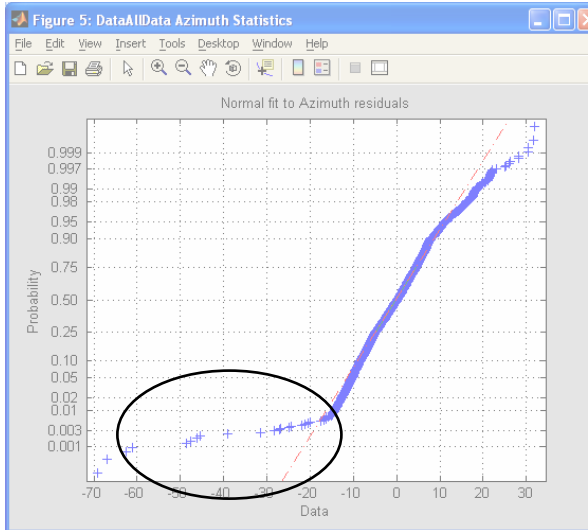 Figure 5: DataAllData Azimuth Statistics
File Edit View Insert Tools Desktop Window Help
Normal fit to Azimuth residuals
0.999
0.997
0.99
0.98
0.95
0.90
0.75
0.50
0.25
0.10
0.05
0.02
0.01
0.003
0.001
Probability
-70 -60 -50 -40 -30 -20 -10 0 10 20 30
Data